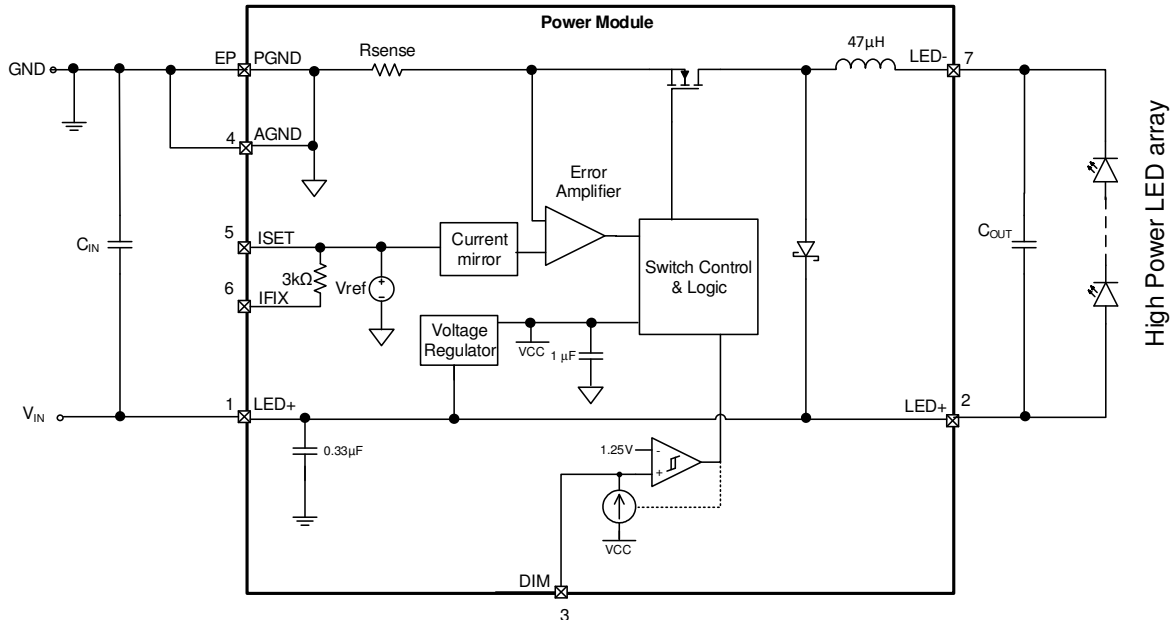 Power Module
GND
EP
PGND
Rsense
47µH
LED-
7
4
AGND
Error
Amplifier
5
ISET
Current
mirror
CIN
COUT
Switch Control
& Logic
3kΩ
Vref
6
IFIX
Voltage
Regulator
VCC
1 µF
VIN
1
LED+
LED+
2
0.33µF
1.25V
-
+
VCC
DIM
3
High Power LED array